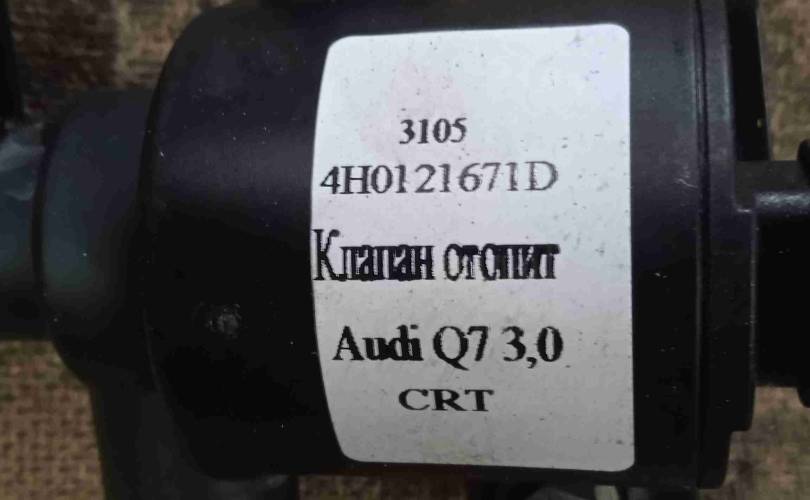 3105
4H0121671D
Клапан отопит
Audi Q7 3,0
CRT